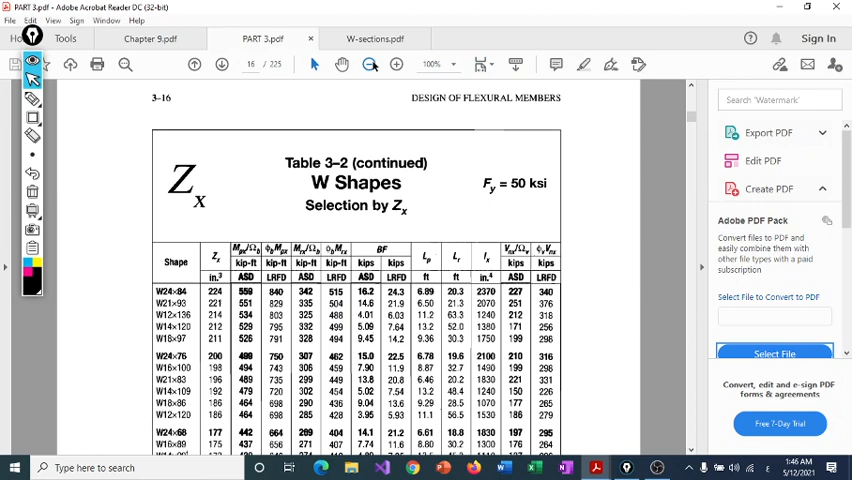 PART 3.pdf - Adobe Acrobat Reader DC (32-bit)
File Edit View Sign Window Help
Tools Chapter 9.pdf PART 3.pdf × W-sections.pdf Sign In
16 / 225 100%
3–16 DESIGN OF FLEXURAL MEMBERS
Zx
Table 3–2 (continued)
W Shapes
Selection by Zx
Fy = 50 ksi
Shape Zx Mpx/Ωb ϕbMpx Mrx/Ωb ϕbMrx BF Lp Lr Ix Vnx/Ωv ϕvVnx
kip-ft kip-ft kip-ft kip-ft kips kips kips kips
in.³ ASD LRFD ASD LRFD ASD LRFD ft ft in.⁴ ASD LRFD
W24×84 224 559 840 342 515 16.2 24.3 6.89 20.3 2370 227 340
W21×93 221 551 829 335 504 14.6 21.9 6.50 21.3 2070 251 376
W12×136 214 534 803 325 488 4.01 6.03 11.2 63.3 1240 212 318
W14×120 212 529 795 332 499 5.09 7.64 13.2 52.0 1380 171 256
W18×97 211 526 791 328 494 9.45 14.2 9.36 30.3 1750 199 298
W24×76 200 499 750 307 462 15.0 22.5 6.78 19.6 2100 210 316
W16×100 198 494 743 306 459 7.90 11.9 8.87 32.7 1490 199 298
W21×83 196 489 735 299 449 13.8 20.8 6.46 20.2 1830 221 331
W14×109 192 479 720 302 454 5.02 7.54 13.2 48.4 1240 150 226
W18×86 186 464 698 290 436 9.04 13.6 9.29 28.5 1530 177 265
W12×120 186 464 698 285 428 3.95 5.93 11.1 56.5 1070 186 279
W24×68 177 442 664 269 404 14.1 21.2 6.61 18.8 1830 197 295
W16×89 175 437 656 271 407 7.74 11.6 8.80 30.2 1300 176 264
Search 'Watermark'
Export PDF
Edit PDF
Create PDF
Adobe PDF Pack
Convert files to PDF and
easily combine them with
other file types with a paid
subscription
Select File to Convert to PDF
Select File
Convert, edit and e-sign PDF
forms & agreements
Free 7-Day Trial
Type here to search
1:46 AM
5/12/2021